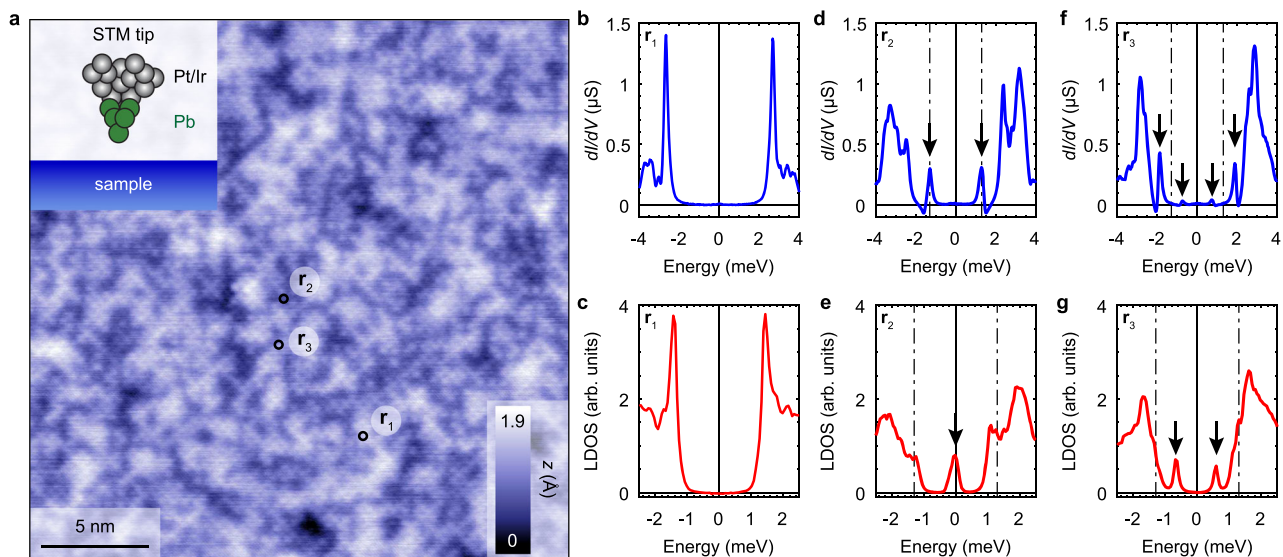 a
STM tip
Pt/Ir
Pb
sample
r2
r3
r1
5 nm
1.9
z (Å)
0
b
r1
1.5
1
0.5
0
dI/dV (µS)
-4 -2 0 2 4
Energy (meV)
c
r1
4
2
0
LDOS (arb. units)
-2 -1 0 1 2
Energy (meV)
d
r2
1.5
1
0.5
0
dI/dV (µS)
-4 -2 0 2 4
Energy (meV)
e
r2
4
2
0
LDOS (arb. units)
-2 -1 0 1 2
Energy (meV)
f
r3
1.5
1
0.5
0
dI/dV (µS)
-4 -2 0 2 4
Energy (meV)
g
r3
4
2
0
LDOS (arb. units)
-2 -1 0 1 2
Energy (meV)